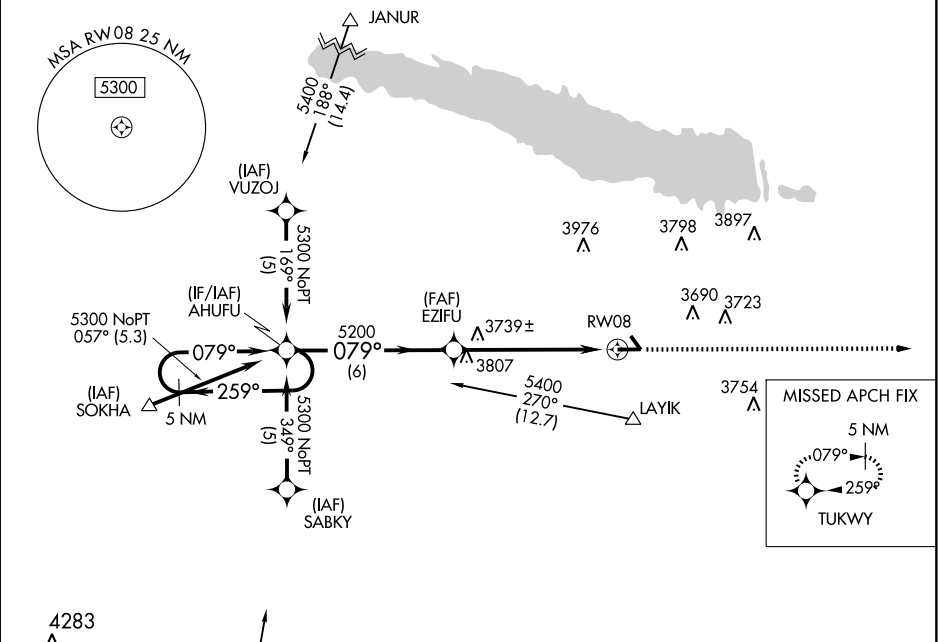 JANUR
MSA RW08 25 NM
5300
5400
188°
(14.4)
(IAF)
VUZOJ
5300 NoPT
169°
(5)
3976
3798
3897
(IF/IAF)
AHUFU
(FAF)
EZIFU
3690
3723
5300 NoPT
057° (5.3)
079°
5200
079°
(6)
3739±
3807
RW08
259°
(IAF)
SOKHA
5 NM
5300 NoPT
349°
(5)
5400
270°
(12.7)
LAYIK
3754
(IAF)
SABKY
MISSED APCH FIX
5 NM
079°
259°
TUKWY
4283